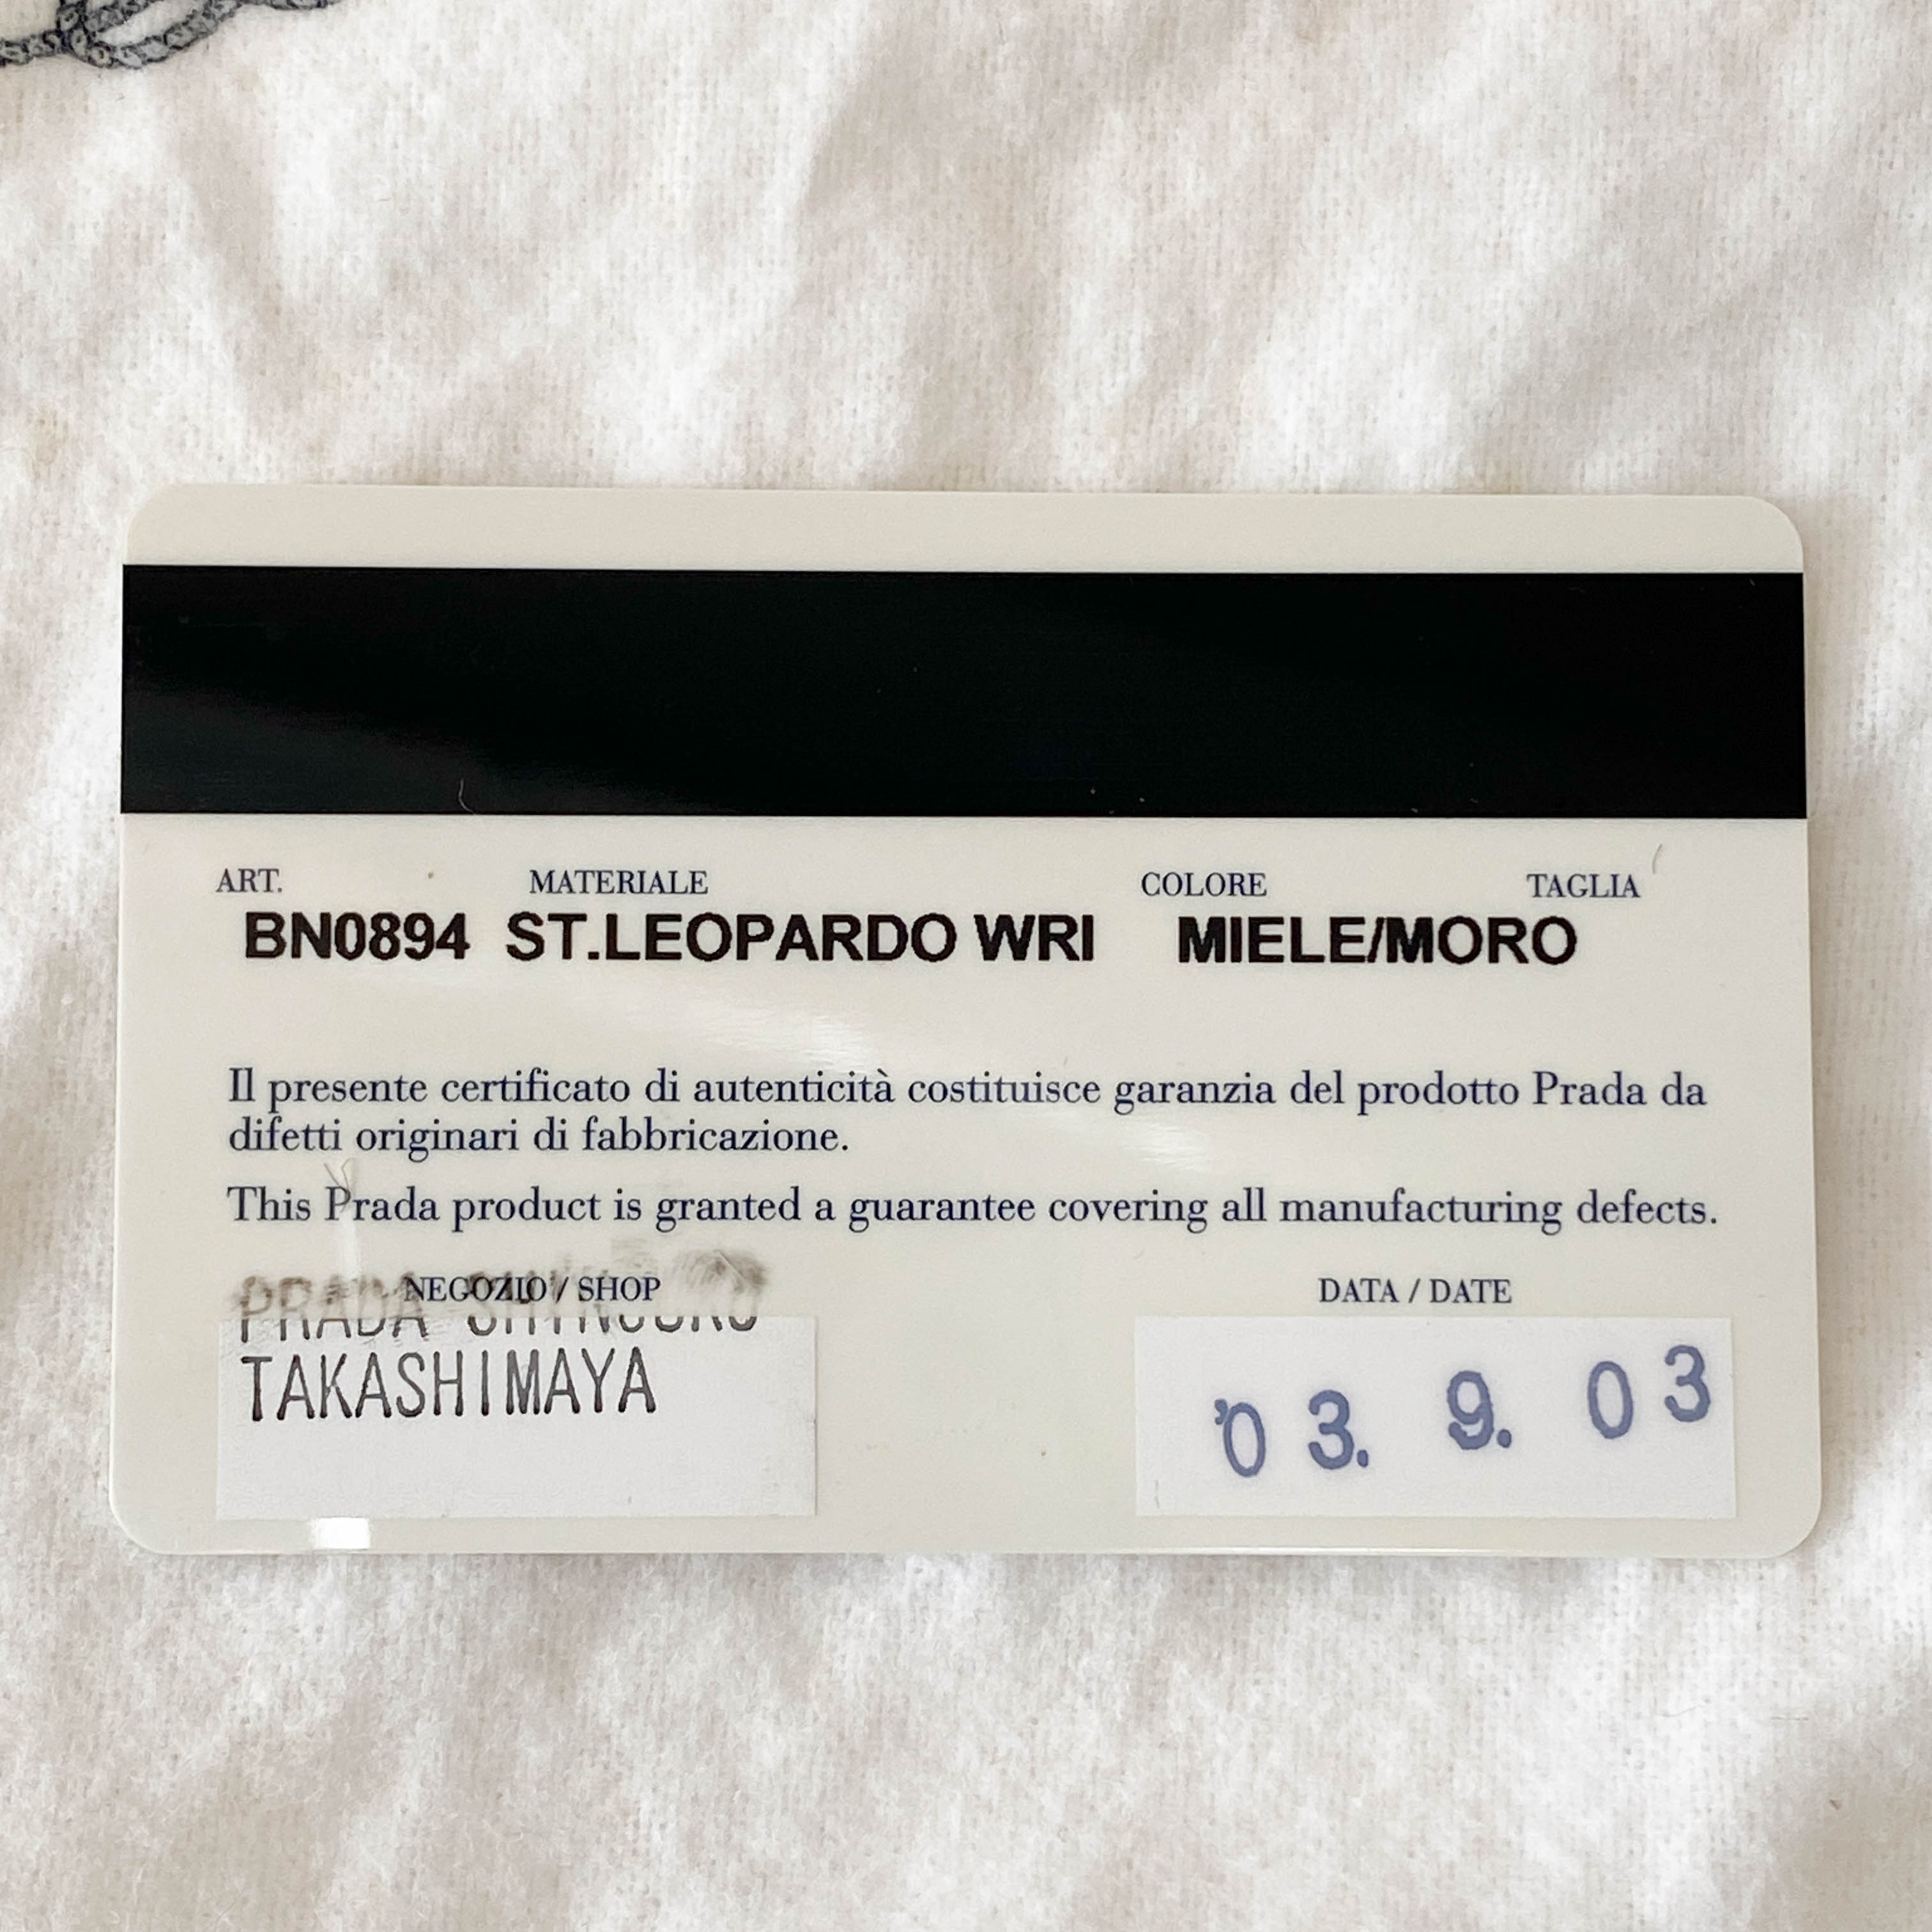 ART. MATERIALE COLORE TAGLIA
BN0894 ST.LEOPARDO WRI MIELE/MORO
Il presente certificato di autenticità costituisce garanzia del prodotto Prada da
difetti originari di fabbricazione.
This Prada product is granted a guarantee covering all manufacturing defects.
NEGOZIO / SHOP DATA / DATE
PRADA SHINJUKU
TAKASHIMAYA
'03. 9. 03